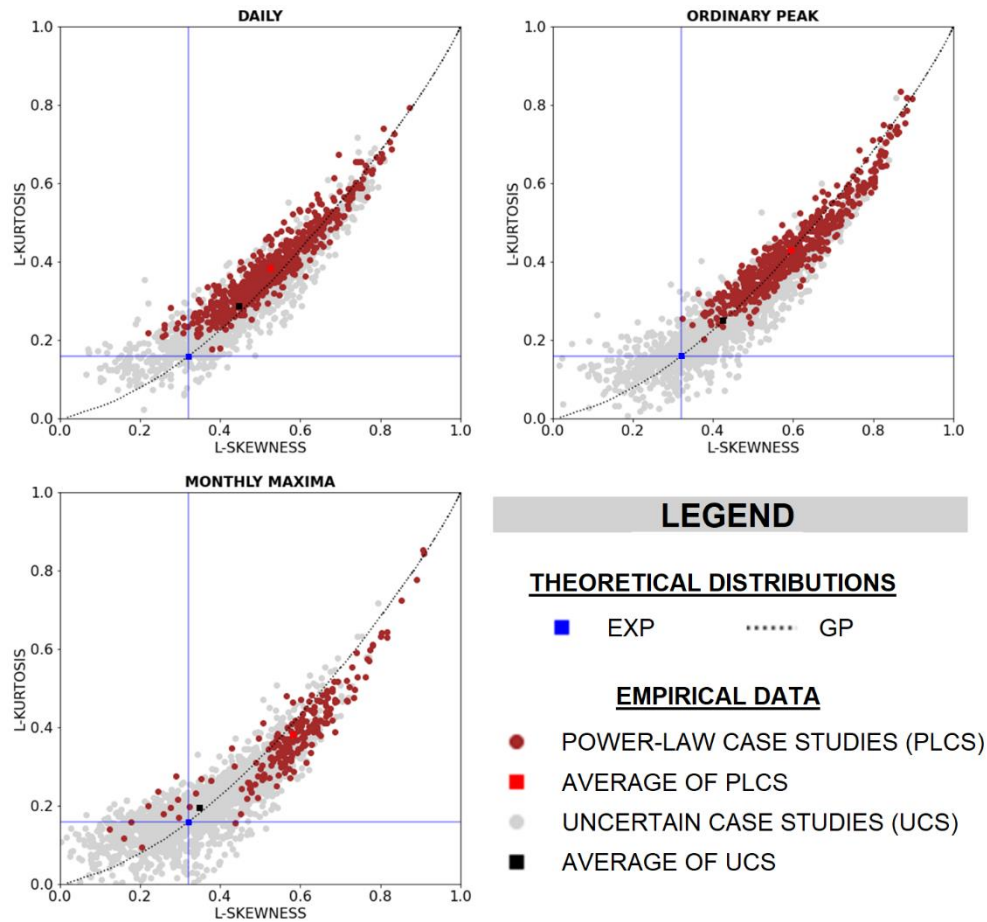 DAILY
1.0
0.8
0.6
0.4
0.2
0.0
L-KURTOSIS
0.0 0.2 0.4 0.6 0.8 1.0
L-SKEWNESS
ORDINARY PEAK
1.0
0.8
0.6
0.4
0.2
0.0
L-KURTOSIS
0.0 0.2 0.4 0.6 0.8 1.0
L-SKEWNESS
MONTHLY MAXIMA
1.0
0.8
0.6
0.4
0.2
0.0
L-KURTOSIS
0.0 0.2 0.4 0.6 0.8 1.0
L-SKEWNESS
LEGEND
THEORETICAL DISTRIBUTIONS
EXP GP
EMPIRICAL DATA
POWER-LAW CASE STUDIES (PLCS)
AVERAGE OF PLCS
UNCERTAIN CASE STUDIES (UCS)
AVERAGE OF UCS